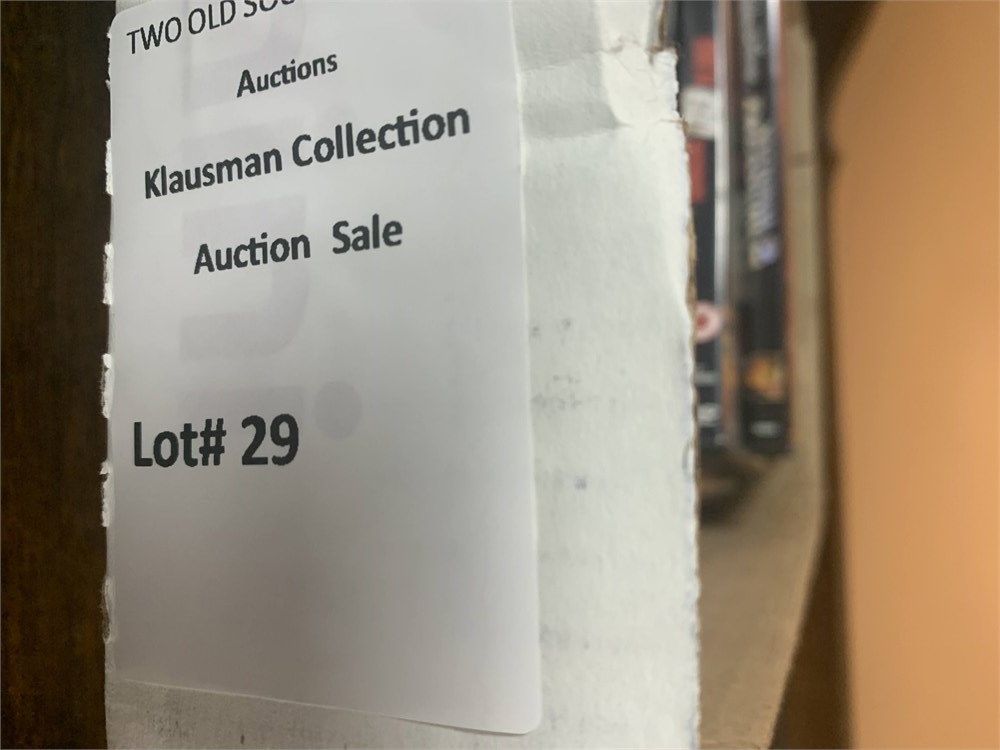 TWO OLD
Auctions
Klausman Collection
Auction Sale
Lot# 29